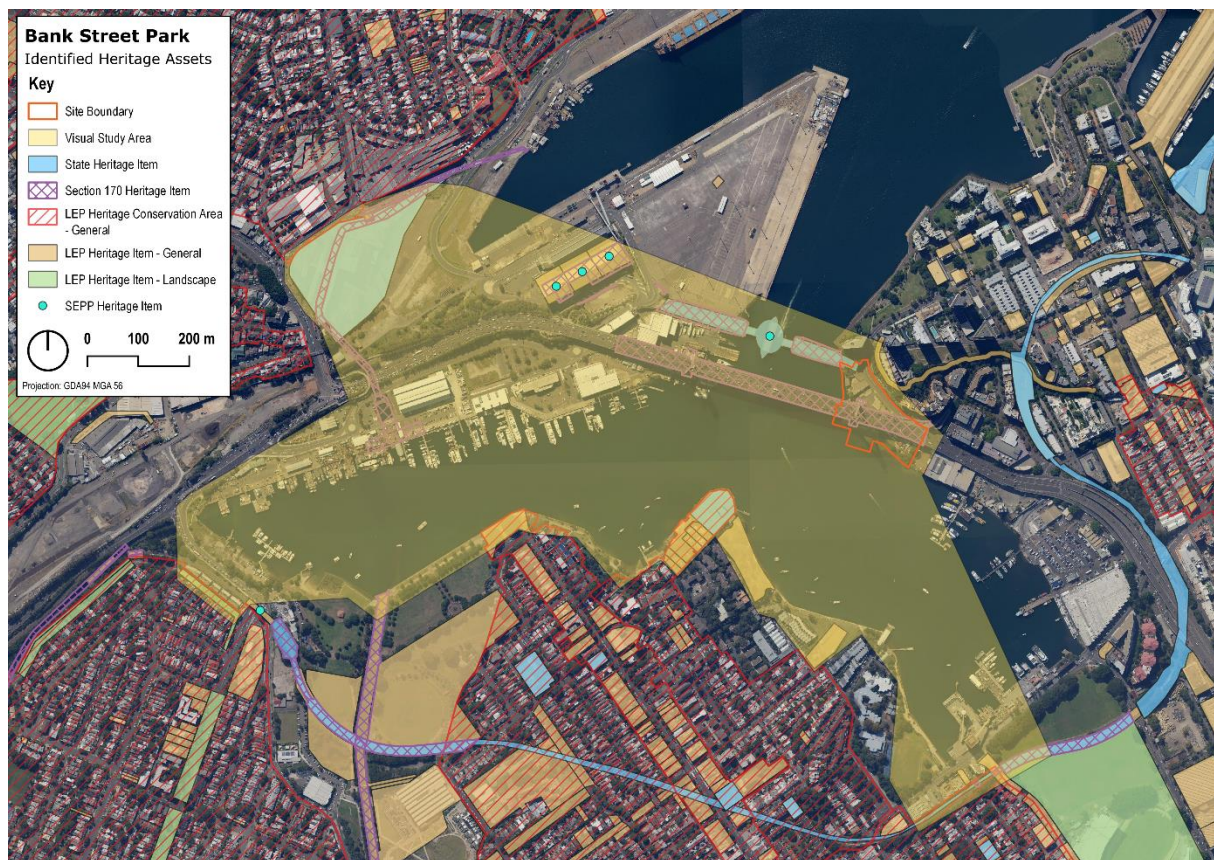 Bank Street Park
Identified Heritage Assets
Key
Site Boundary
Visual Study Area
State Heritage Item
Section 170 Heritage Item
LEP Heritage Conservation Area
- General
LEP Heritage Item - General
LEP Heritage Item - Landscape
SEPP Heritage Item
0 100 200 m
Projection: GDA94 MGA 56